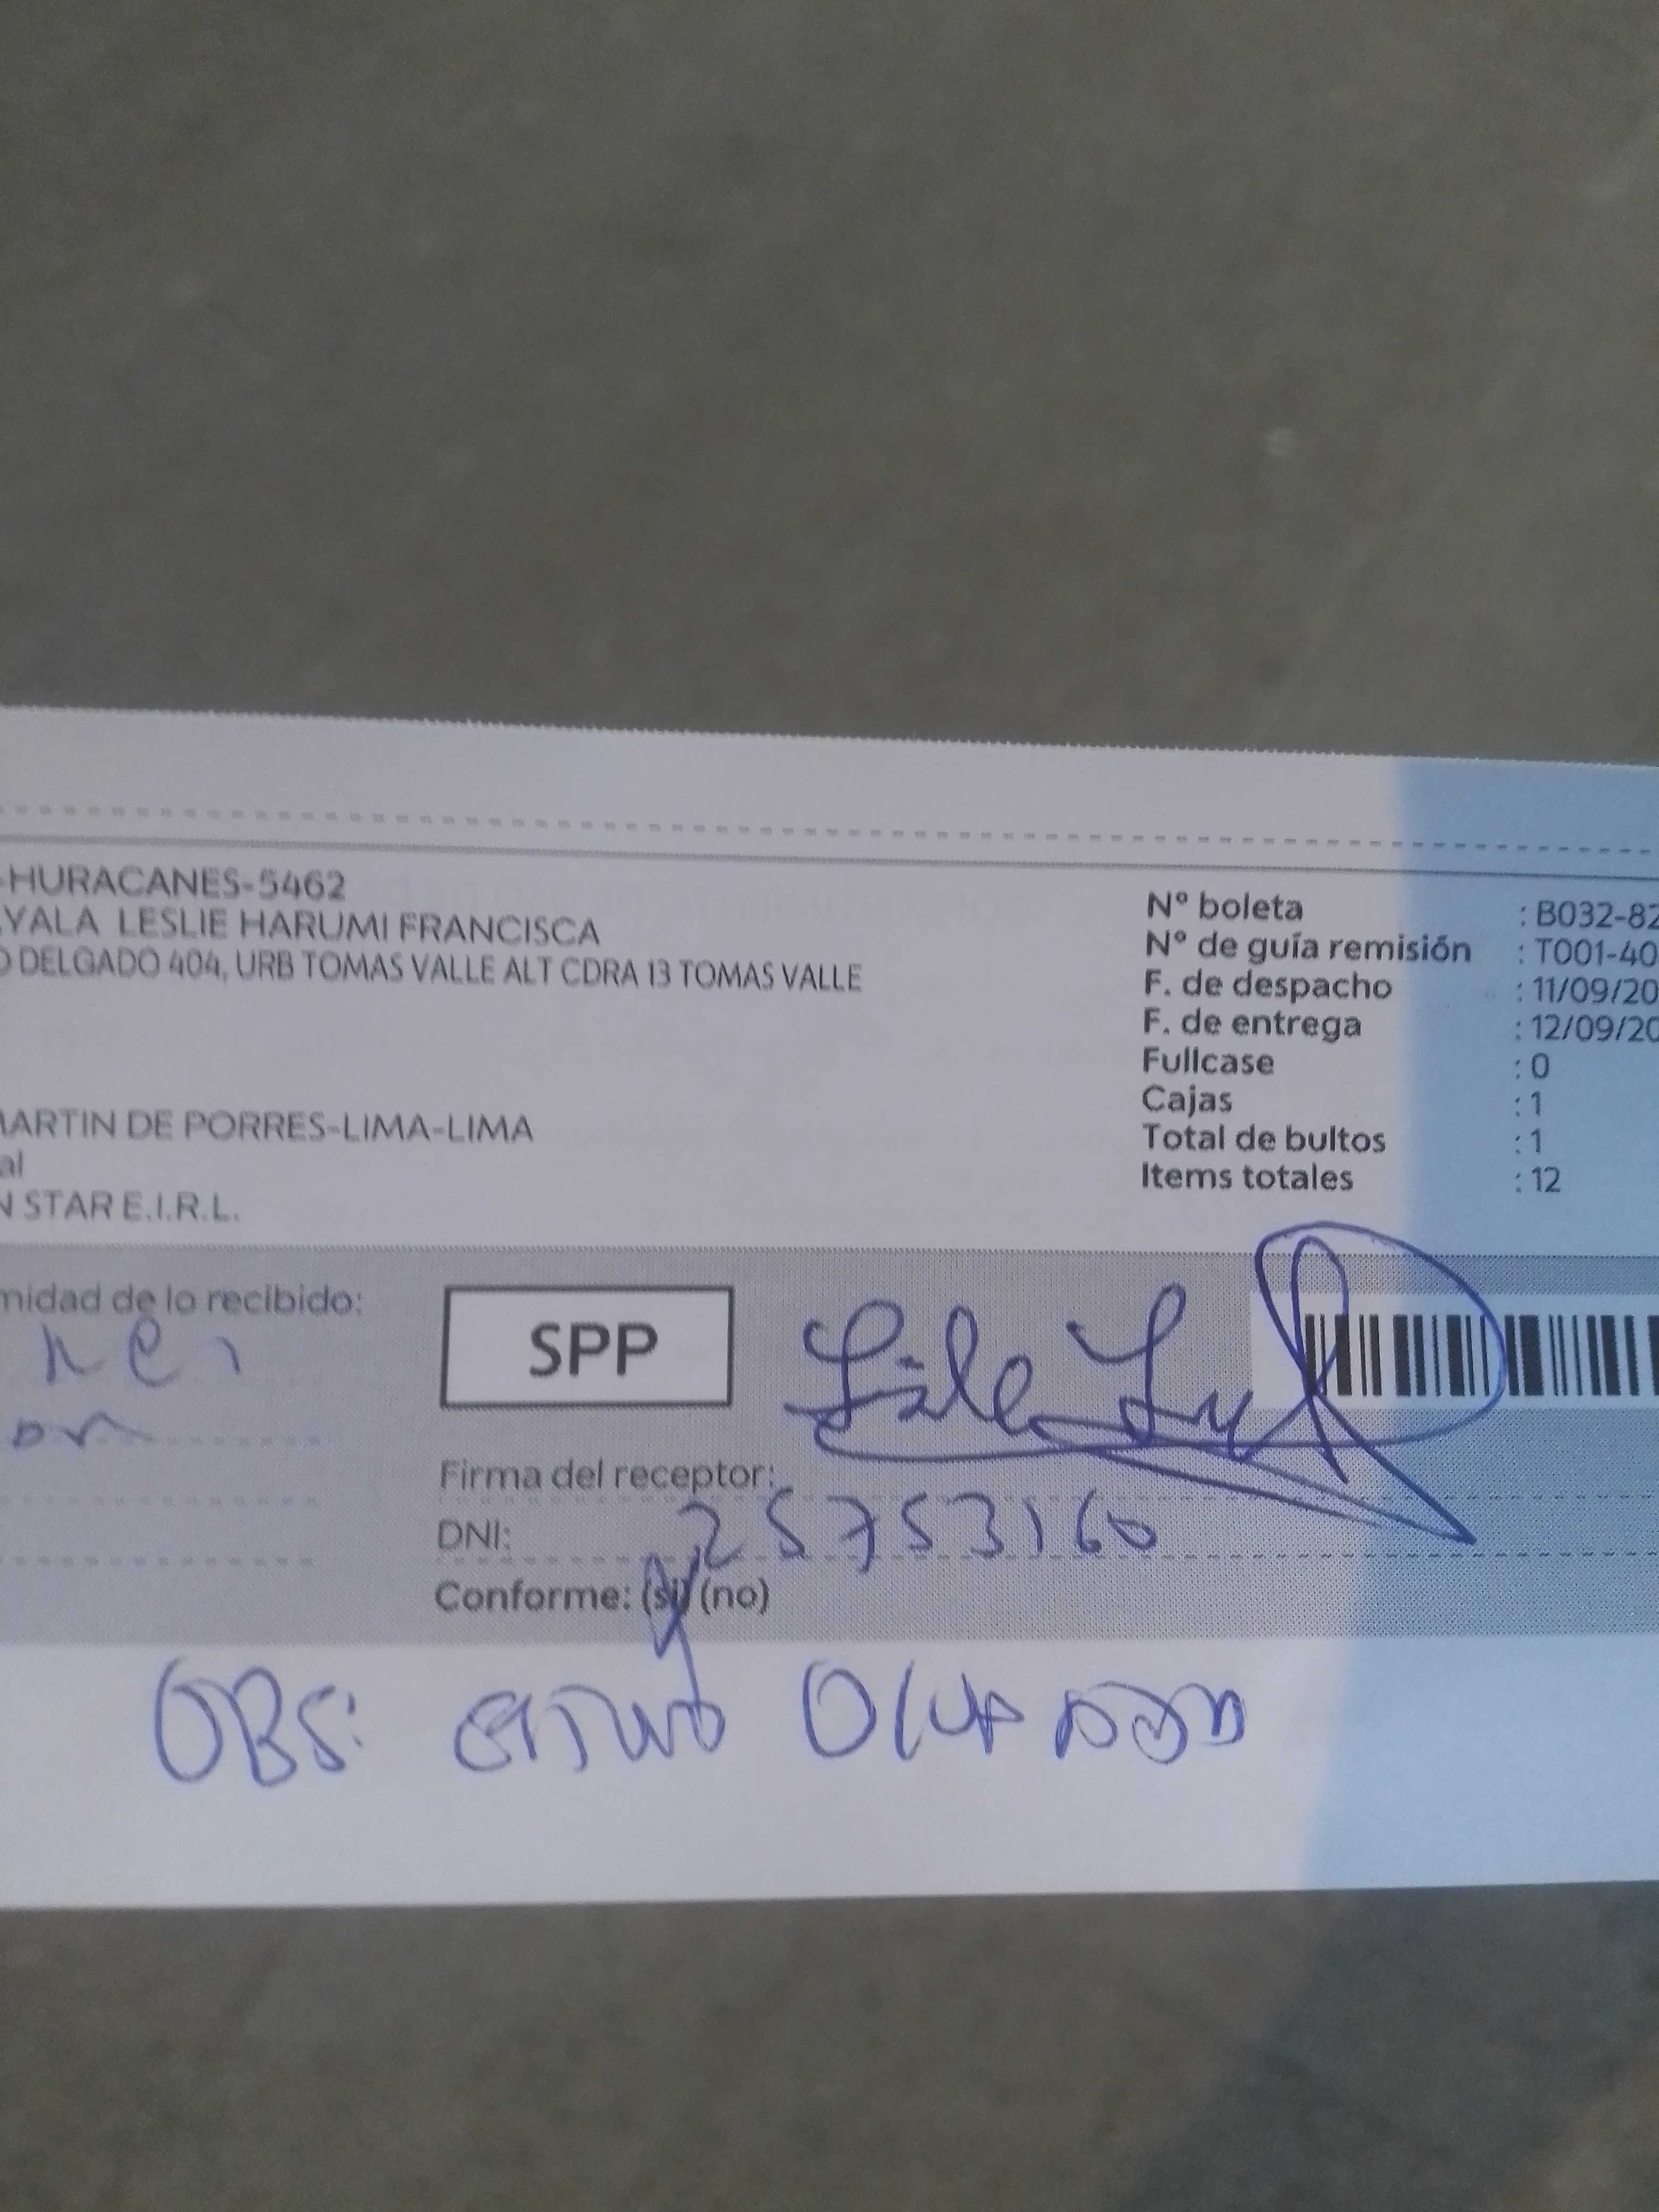 -HURACANES-5462
YALA LESLIE HARUMI FRANCISCA
O DELGADO 404, URB TOMAS VALLE ALT CDRA 13 TOMAS VALLE
MARTIN DE PORRES-LIMA-LIMA
al
N STAR E.I.R.L.
Nº boleta : B032-82
Nº de guía remisión : T001-40
F. de despacho : 11/09/20
F. de entrega : 12/09/20
Fullcase : 0
Cajas : 1
Total de bultos : 1
Items totales : 12
midad de lo recibido:
SPP
Firma del receptor:
DNI: 25753160
Conforme: (si) (no)
OBS: